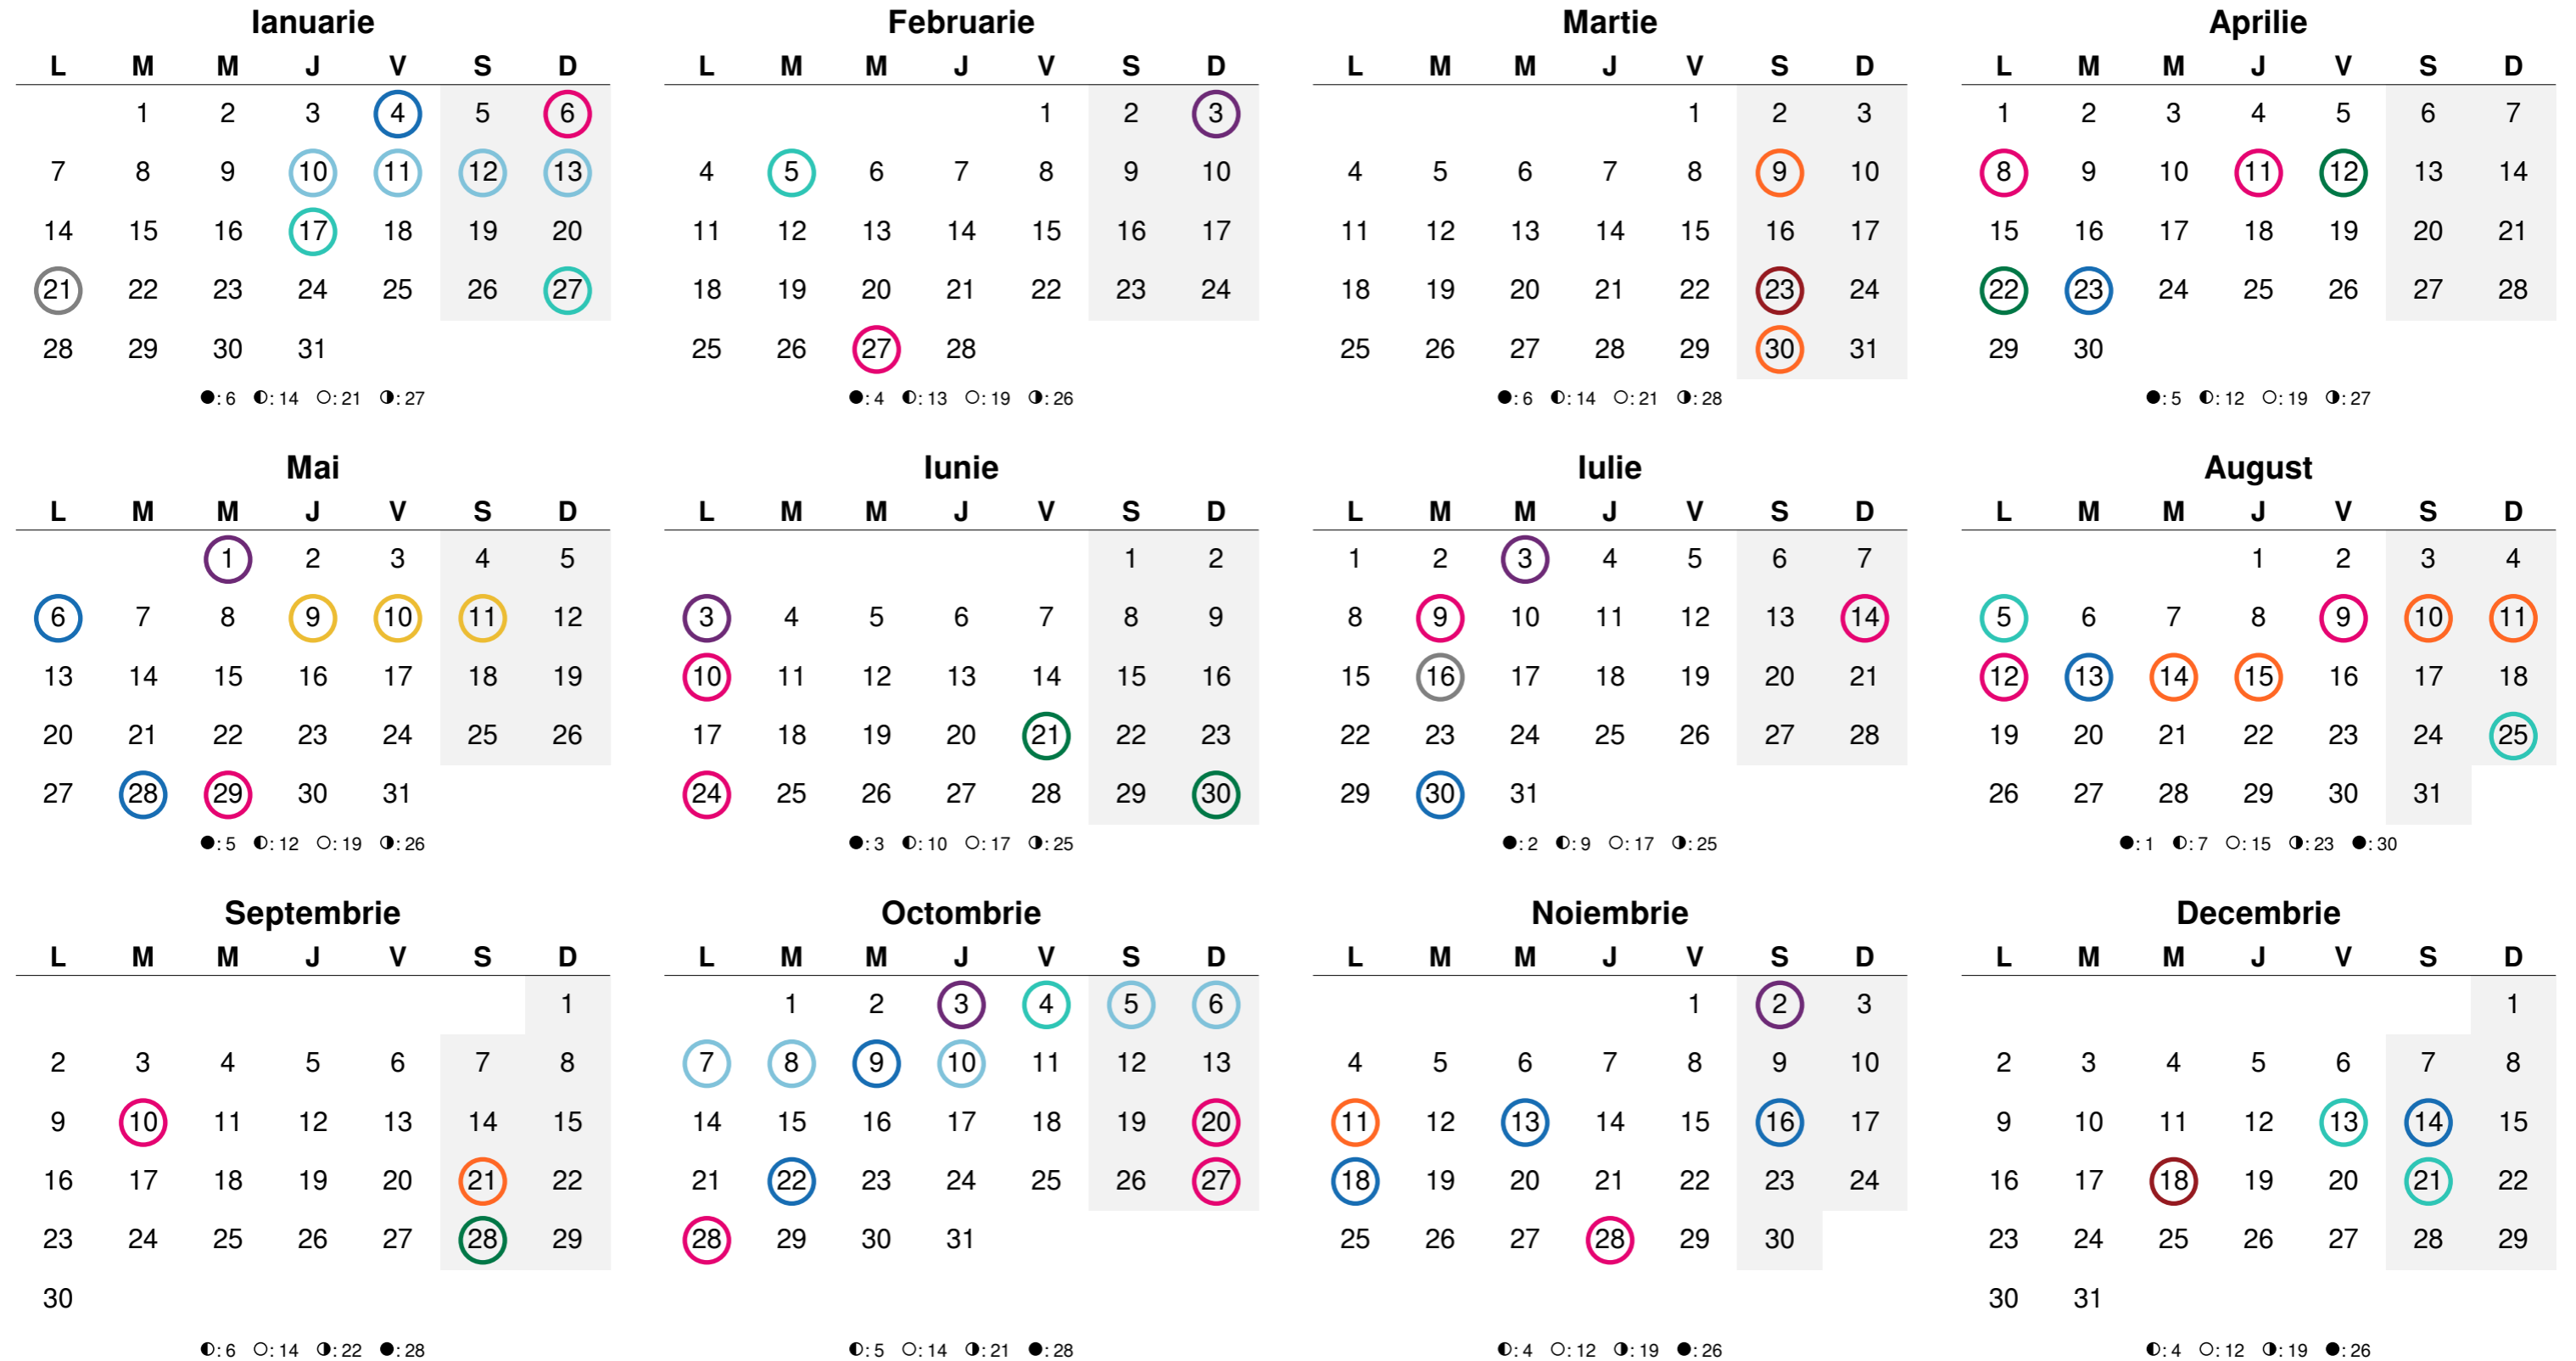 Ianuarie
L M M J V S D
1 2 3 4 5 6
7 8 9 10 11 12 13
14 15 16 17 18 19 20
21 22 23 24 25 26 27
28 29 30 31
●: 6 ◐: 14 ○: 21 ◑: 27
Februarie
L M M J V S D
1 2 3
4 5 6 7 8 9 10
11 12 13 14 15 16 17
18 19 20 21 22 23 24
25 26 27 28
●: 4 ◐: 13 ○: 19 ◑: 26
Martie
L M M J V S D
1 2 3
4 5 6 7 8 9 10
11 12 13 14 15 16 17
18 19 20 21 22 23 24
25 26 27 28 29 30 31
●: 6 ◐: 14 ○: 21 ◑: 28
Aprilie
L M M J V S D
1 2 3 4 5 6 7
8 9 10 11 12 13 14
15 16 17 18 19 20 21
22 23 24 25 26 27 28
29 30
●: 5 ◐: 12 ○: 19 ◑: 27
Mai
L M M J V S D
1 2 3 4 5
6 7 8 9 10 11 12
13 14 15 16 17 18 19
20 21 22 23 24 25 26
27 28 29 30 31
●: 5 ◐: 12 ○: 19 ◑: 26
Iunie
L M M J V S D
1 2
3 4 5 6 7 8 9
10 11 12 13 14 15 16
17 18 19 20 21 22 23
24 25 26 27 28 29 30
●: 3 ◐: 10 ○: 17 ◑: 25
Iulie
L M M J V S D
1 2 3 4 5 6 7
8 9 10 11 12 13 14
15 16 17 18 19 20 21
22 23 24 25 26 27 28
29 30 31
●: 2 ◐: 9 ○: 17 ◑: 25
August
L M M J V S D
1 2 3 4
5 6 7 8 9 10 11
12 13 14 15 16 17 18
19 20 21 22 23 24 25
26 27 28 29 30 31
●: 1 ◐: 7 ○: 15 ◑: 23 ●: 30
Septembrie
L M M J V S D
1
2 3 4 5 6 7 8
9 10 11 12 13 14 15
16 17 18 19 20 21 22
23 24 25 26 27 28 29
30
◐: 6 ○: 14 ◑: 22 ●: 28
Octombrie
L M M J V S D
1 2 3 4 5 6
7 8 9 10 11 12 13
14 15 16 17 18 19 20
21 22 23 24 25 26 27
28 29 30 31
◐: 5 ○: 14 ◑: 21 ●: 28
Noiembrie
L M M J V S D
1 2 3
4 5 6 7 8 9 10
11 12 13 14 15 16 17
18 19 20 21 22 23 24
25 26 27 28 29 30
◐: 4 ○: 12 ◑: 19 ●: 26
Decembrie
L M M J V S D
1
2 3 4 5 6 7 8
9 10 11 12 13 14 15
16 17 18 19 20 21 22
23 24 25 26 27 28 29
30 31
◐: 4 ○: 12 ◑: 19 ●: 26